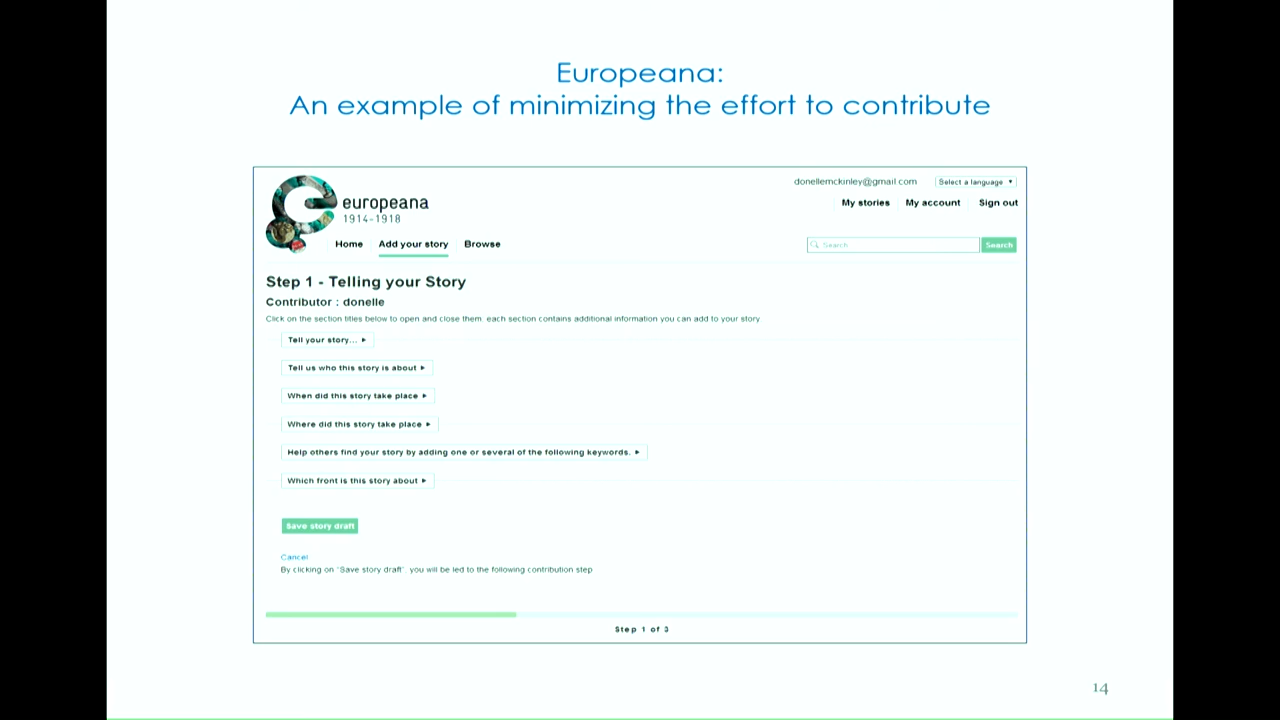 Europeana:
An example of minimizing the effort to contribute
donellemckinley@gmail.com Select a language
europeana
1914-1918
My stories My account Sign out
Home Add your story Browse
Search Search
Step 1 - Telling your Story
Contributor : donelle
Click on the section titles below to open and close them. each section contains additional information you can add to your story
Tell your story...
Tell us who this story is about
When did this story take place
Where did this story take place
Help others find your story by adding one or several of the following keywords.
Which front is this story about
Save story draft
Cancel
By clicking on "Save story draft" you will be led to the following contribution step
Step 1 of 3
14